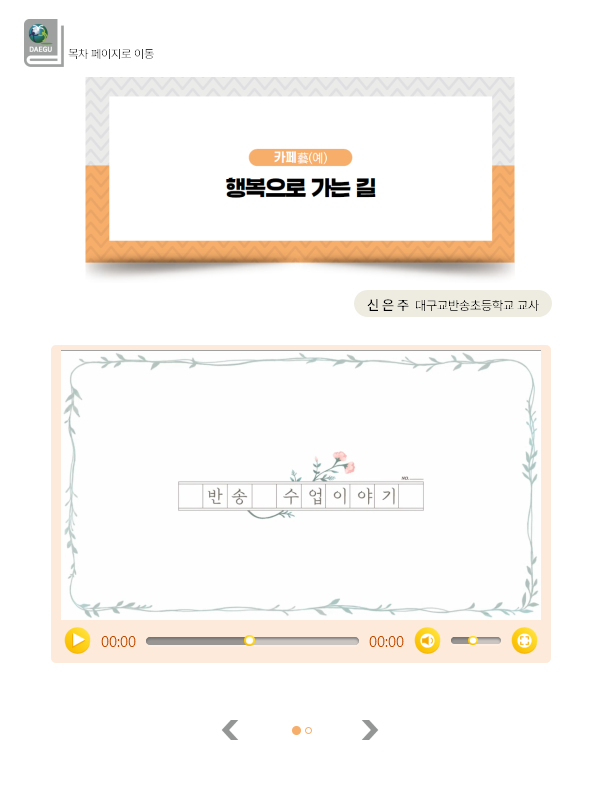 DAEGU
목차 페이지로 이동
카페藝(예)
행복으로 가는 길
신은주 대구교반송초등학교 교사
NO.
반송 수업이야기
00:00 00:00